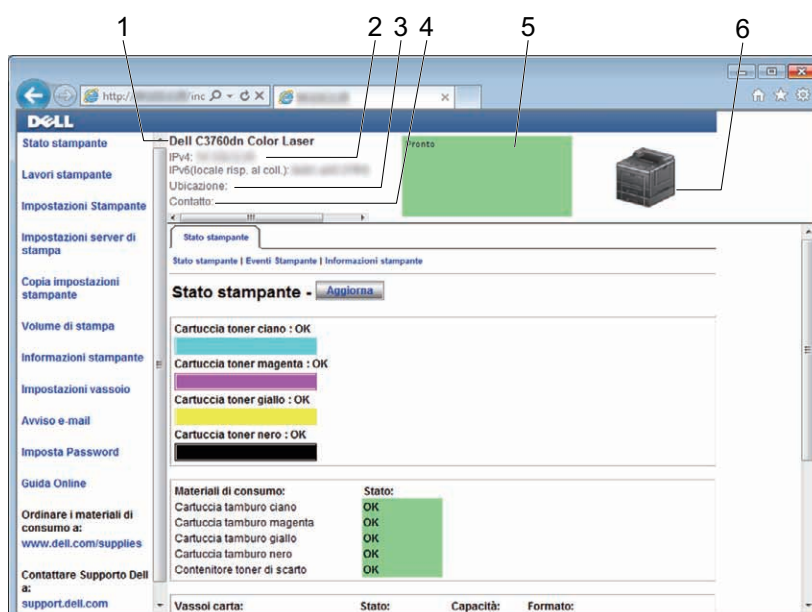 1 2 3 4 5 6
http:/ /inc
DELL
Stato stampante
Lavori stampante
Impostazioni Stampante
Impostazioni server di
stampa
Copia impostazioni
stampante
Volume di stampa
Informazioni stampante
Impostazioni vassoio
Avviso e-mail
Imposta Password
Guida Online
Ordinare i materiali di
consumo a:
www.dell.com/supplies
Contattare Supporto Dell
a:
support.dell.com
Dell C3760dn Color Laser
IPv4:
IPv6(locale risp. al coll.):
Ubicazione:
Contatto:
Pronto
Stato stampante
Stato stampante | Eventi Stampante | Informazioni stampante
Stato stampante - Aggiorna
Cartuccia toner ciano : OK
Cartuccia toner magenta : OK
Cartuccia toner giallo : OK
Cartuccia toner nero : OK
Materiali di consumo: Stato:
Cartuccia tamburo ciano OK
Cartuccia tamburo magenta OK
Cartuccia tamburo giallo OK
Cartuccia tamburo nero OK
Contenitore toner di scarto OK
Vassoi carta: Stato: Capacità: Formato: